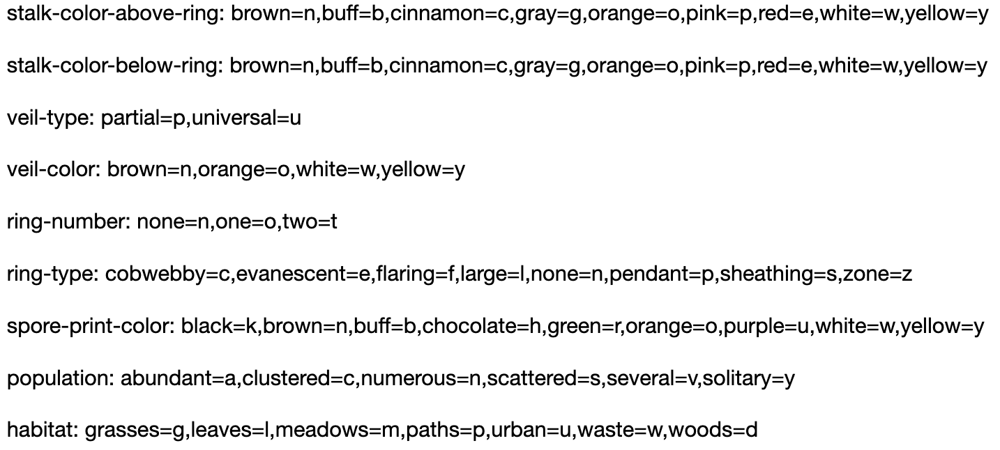 stalk-color-above-ring: brown=n,buff=b,cinnamon=c,gray=g,orange=o,pink=p,red=e,white=w,yellow=y
stalk-color-below-ring: brown=n,buff=b,cinnamon=c,gray=g,orange=o,pink=p,red=e,white=w,yellow=y
veil-type: partial=p,universal=u
veil-color: brown=n,orange=o,white=w,yellow=y
ring-number: none=n,one=o,two=t
ring-type: cobwebby=c,evanescent=e,flaring=f,large=l,none=n,pendant=p,sheathing=s,zone=z
spore-print-color: black=k,brown=n,buff=b,chocolate=h,green=r,orange=o,purple=u,white=w,yellow=y
population: abundant=a,clustered=c,numerous=n,scattered=s,several=v,solitary=y
habitat: grasses=g,leaves=l,meadows=m,paths=p,urban=u,waste=w,woods=d